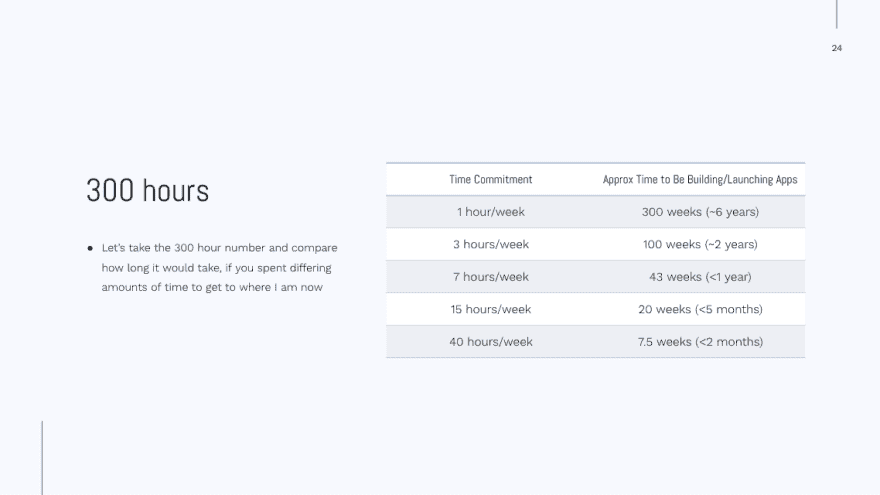 24
300 hours
● Let's take the 300 hour number and compare
how long it would take, if you spent differing
amounts of time to get to where I am now
Time Commitment Approx Time to Be Building/Launching Apps
1 hour/week 300 weeks (~6 years)
3 hours/week 100 weeks (~2 years)
7 hours/week 43 weeks (<1 year)
15 hours/week 20 weeks (<5 months)
40 hours/week 7.5 weeks (<2 months)